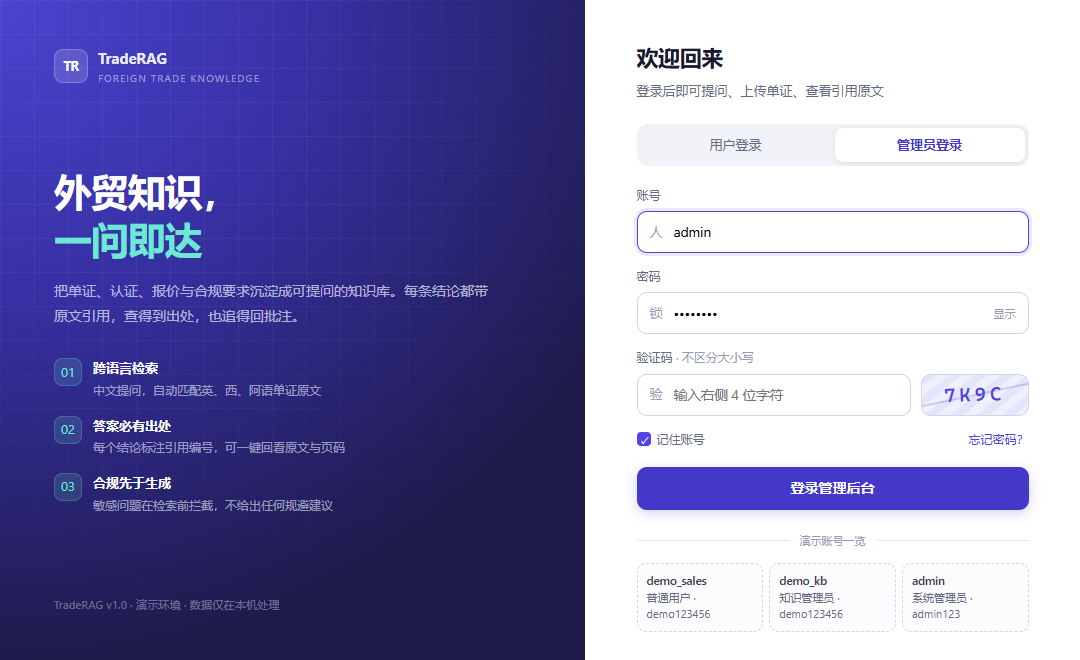 TR
TradeRAG
FOREIGN TRADE KNOWLEDGE
外贸知识，
一问即达
把单证、认证、报价与合规要求沉淀成可提问的知识库。每条结论都带
原文引用，查得到出处，也追得回批注。
01
跨语言检索
中文提问，自动匹配英、西、阿语单证原文
02
答案必有出处
每个结论标注引用编号，可一键回看原文与页码
03
合规先于生成
敏感问题在检索前拦截，不给出任何规避建议
TradeRAG v1.0 · 演示环境 · 数据仅在本机处理
欢迎回来
登录后即可提问、上传单证、查看引用原文
用户登录 管理员登录
账号
人 admin
密码
锁 •••••••• 显示
验证码 · 不区分大小写
验 输入右侧 4 位字符 7K9C
记住账号 忘记密码?
登录管理后台
演示账号一览
demo_sales
普通用户 ·
demo123456
demo_kb
知识管理员 ·
demo123456
admin
系统管理员 ·
admin123